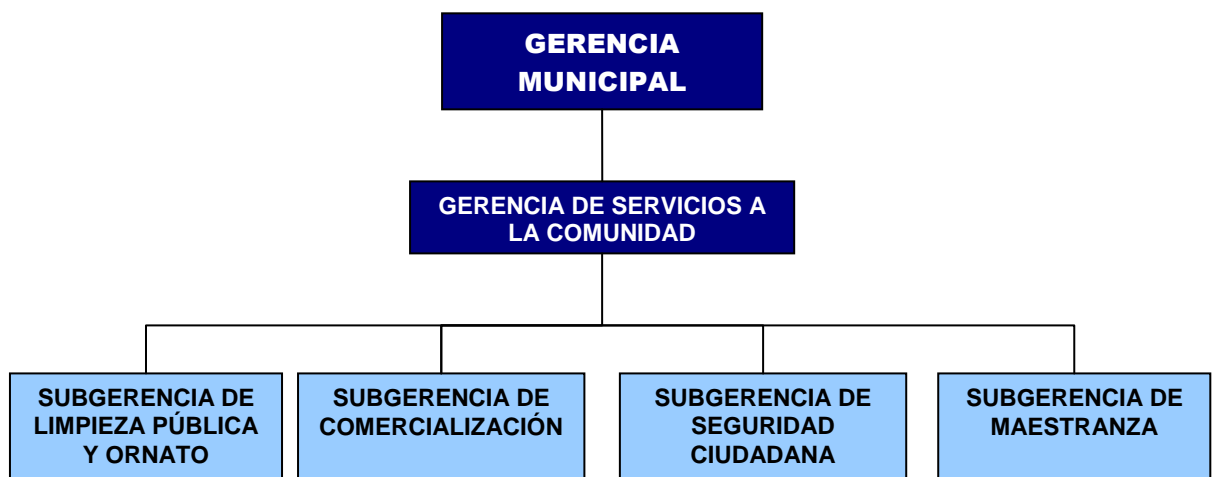 GERENCIA
MUNICIPAL
GERENCIA DE SERVICIOS A
LA COMUNIDAD
SUBGERENCIA DE
LIMPIEZA PÚBLICA
Y ORNATO
SUBGERENCIA DE
COMERCIALIZACIÓN
SUBGERENCIA DE
SEGURIDAD
CIUDADANA
SUBGERENCIA DE
MAESTRANZA